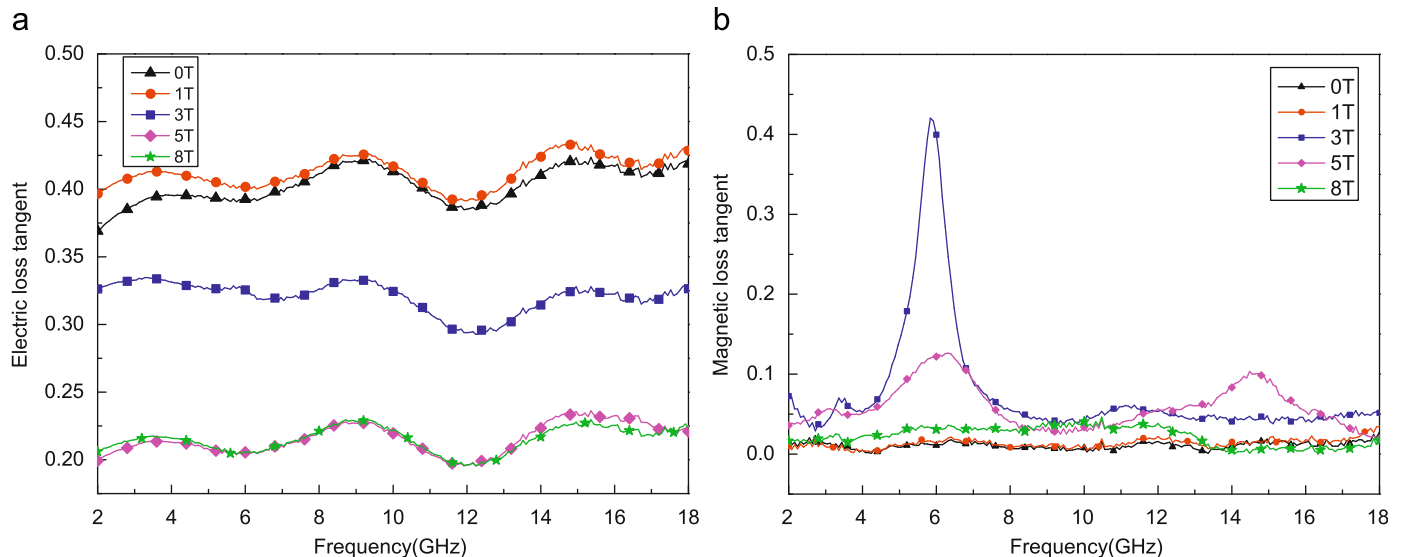 a
0.50
0.45
0.40
0.35
0.30
0.25
0.20
Electric loss tangent
0T
1T
3T
5T
8T
2 4 6 8 10 12 14 16 18
Frequency(GHz)
b
0.5
0.4
0.3
0.2
0.1
0.0
Magnetic loss tangent
0T
1T
3T
5T
8T
2 4 6 8 10 12 14 16 18
Frequency(GHz)